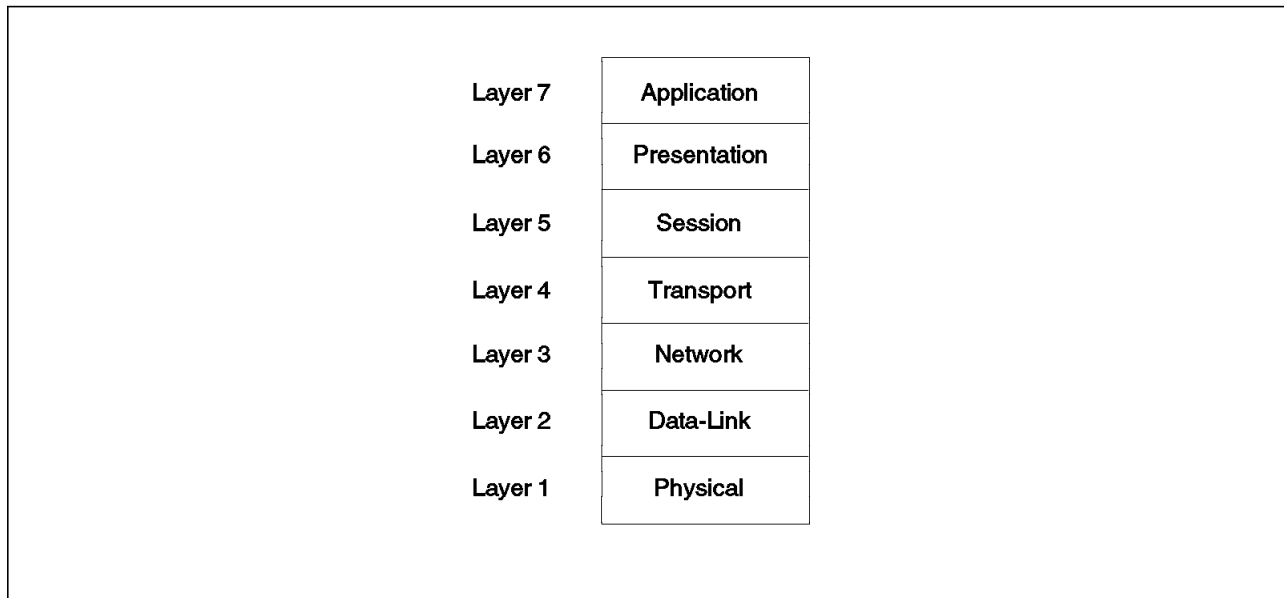 Layer 7 Application
Layer 6 Presentation
Layer 5 Session
Layer 4 Transport
Layer 3 Network
Layer 2 Data-Link
Layer 1 Physical